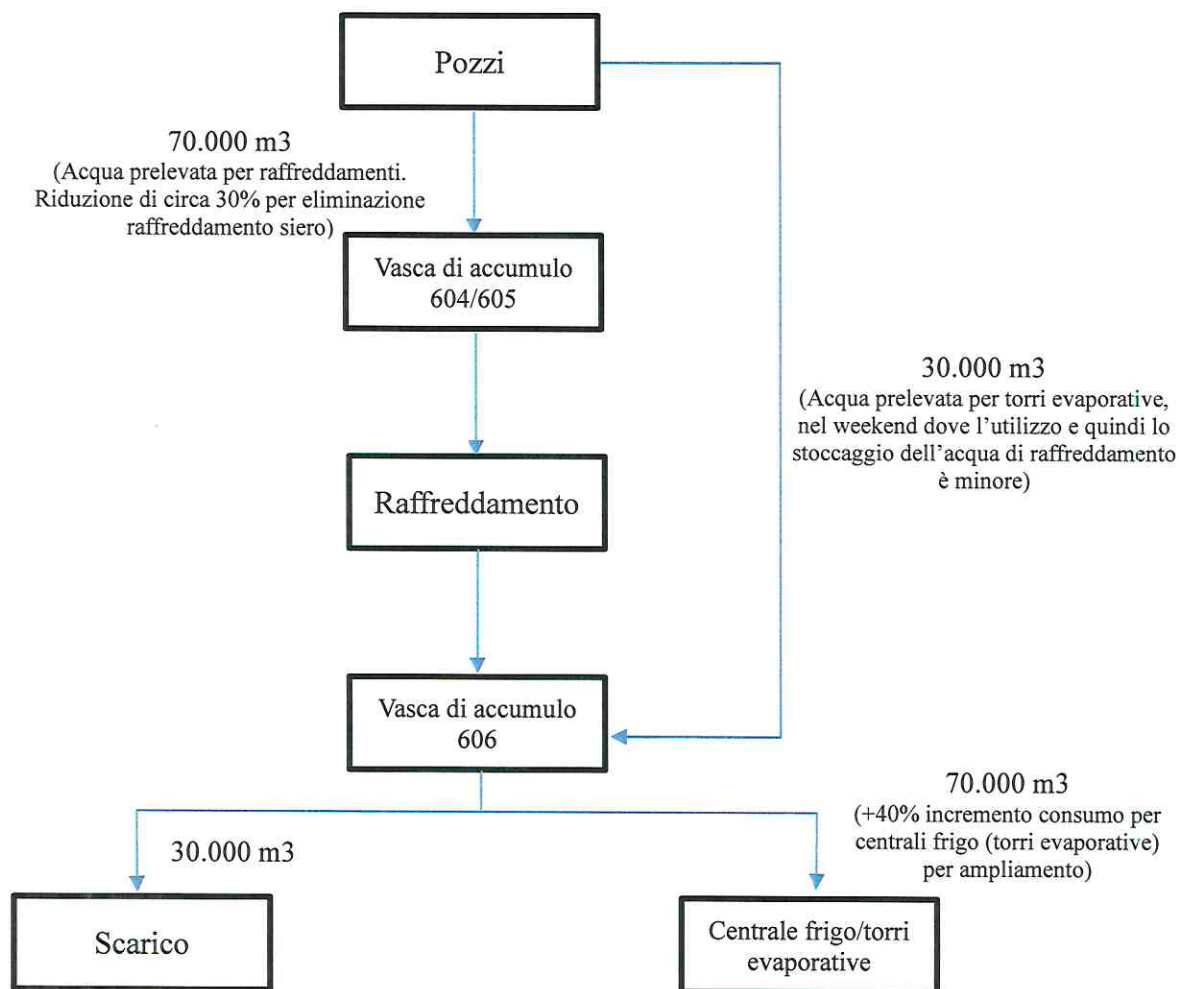 Pozzi
70.000 m3
(Acqua prelevata per raffreddamenti.
Riduzione di circa 30% per eliminazione
raffreddamento siero)
Vasca di accumulo
604/605
30.000 m3
(Acqua prelevata per torri evaporative,
nel weekend dove l’utilizzo e quindi lo
stoccaggio dell’acqua di raffreddamento
è minore)
Raffreddamento
Vasca di accumulo
606
70.000 m3
(+40% incremento consumo per
centrali frigo (torri evaporative)
per ampliamento)
30.000 m3
Scarico
Centrale frigo/torri
evaporative